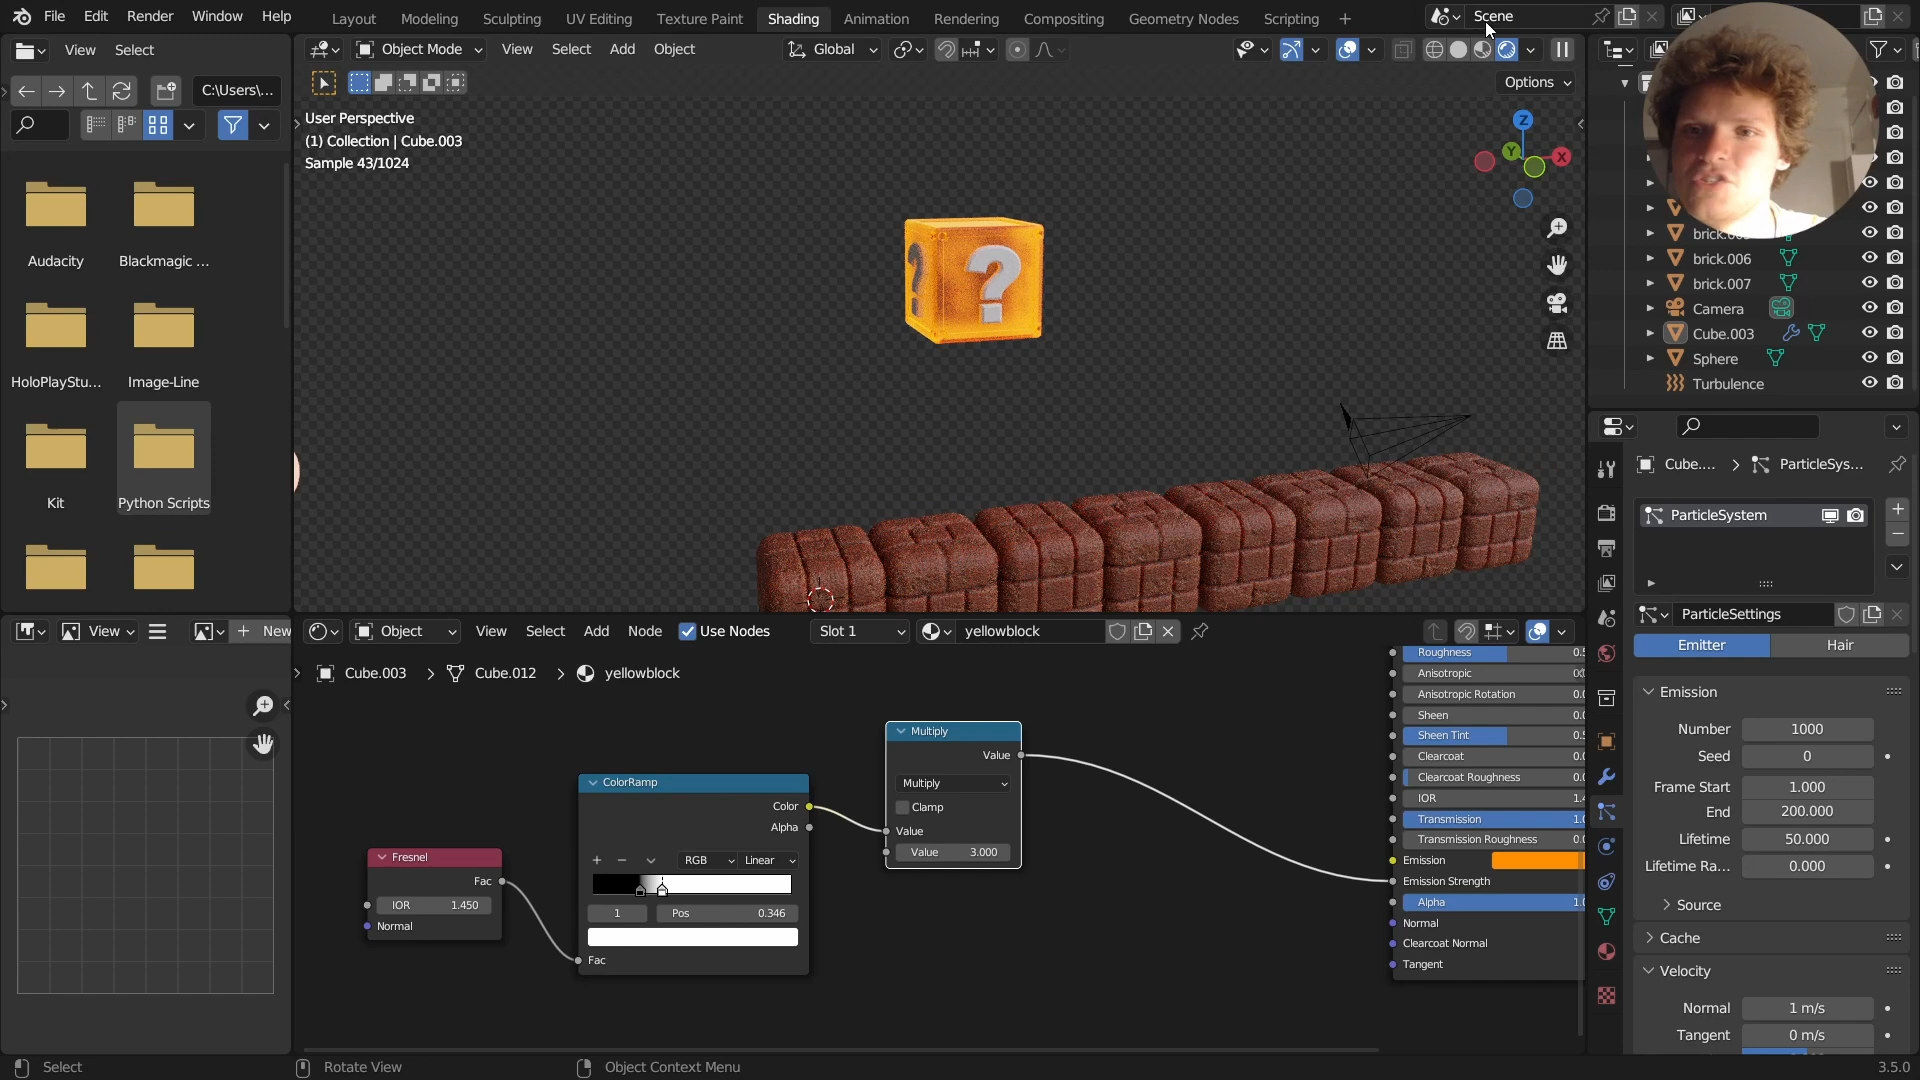 File Edit Render Window Help Layout Modeling Sculpting UV Editing Texture Paint Shading Animation Rendering Compositing Geometry Nodes Scripting + Scene
View Select Object Mode View Select Add Object Global
C:\Users\...
Options
User Perspective
(1) Collection | Cube.003
Sample 43/1024
Z
Y
X
?
?
Audacity
Blackmagic ...
HoloPlayStu...
Image-Line
Kit
Python Scripts
brick.006
brick.007
Camera
Cube.003
Sphere
Turbulence
Cube.... > ParticleSys...
ParticleSystem
ParticleSettings
Emitter Hair
Emission
Number 1000
Seed 0
Frame Start 1.000
End 200.000
Lifetime 50.000
Lifetime Ra... 0.000
Source
Cache
Velocity
Normal 1 m/s
Tangent 0 m/s
View + New
Object View Select Add Node Use Nodes Slot 1 yellowblock
Cube.003 > Cube.012 > yellowblock
Fresnel
Fac
IOR 1.450
Normal
ColorRamp
Color
Alpha
RGB Linear
1 Pos 0.346
Fac
Multiply
Value
Multiply
Clamp
Value
Value 3.000
Roughness
Anisotropic
Anisotropic Rotation
Sheen
Sheen Tint
Clearcoat
Clearcoat Roughness
IOR
Transmission
Transmission Roughness
Emission
Emission Strength
Alpha
Normal
Clearcoat Normal
Tangent
Select Rotate View Object Context Menu 3.5.0